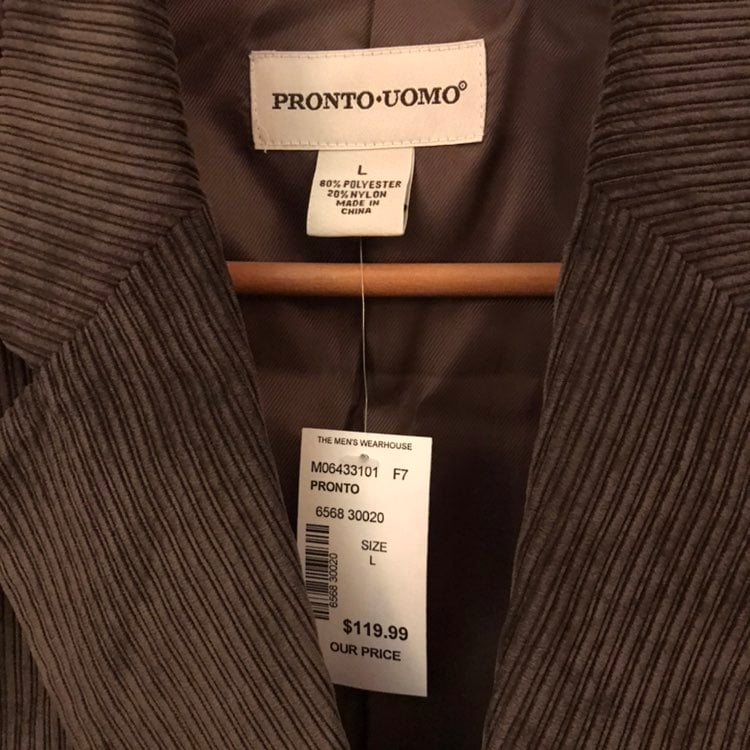 PRONTO·UOMO®
L
80% POLYESTER
20% NYLON
MADE IN
CHINA
THE MEN'S WEARHOUSE
M06433101 F7
PRONTO
6568 30020
SIZE
L
6568 30020
$119.99
OUR PRICE